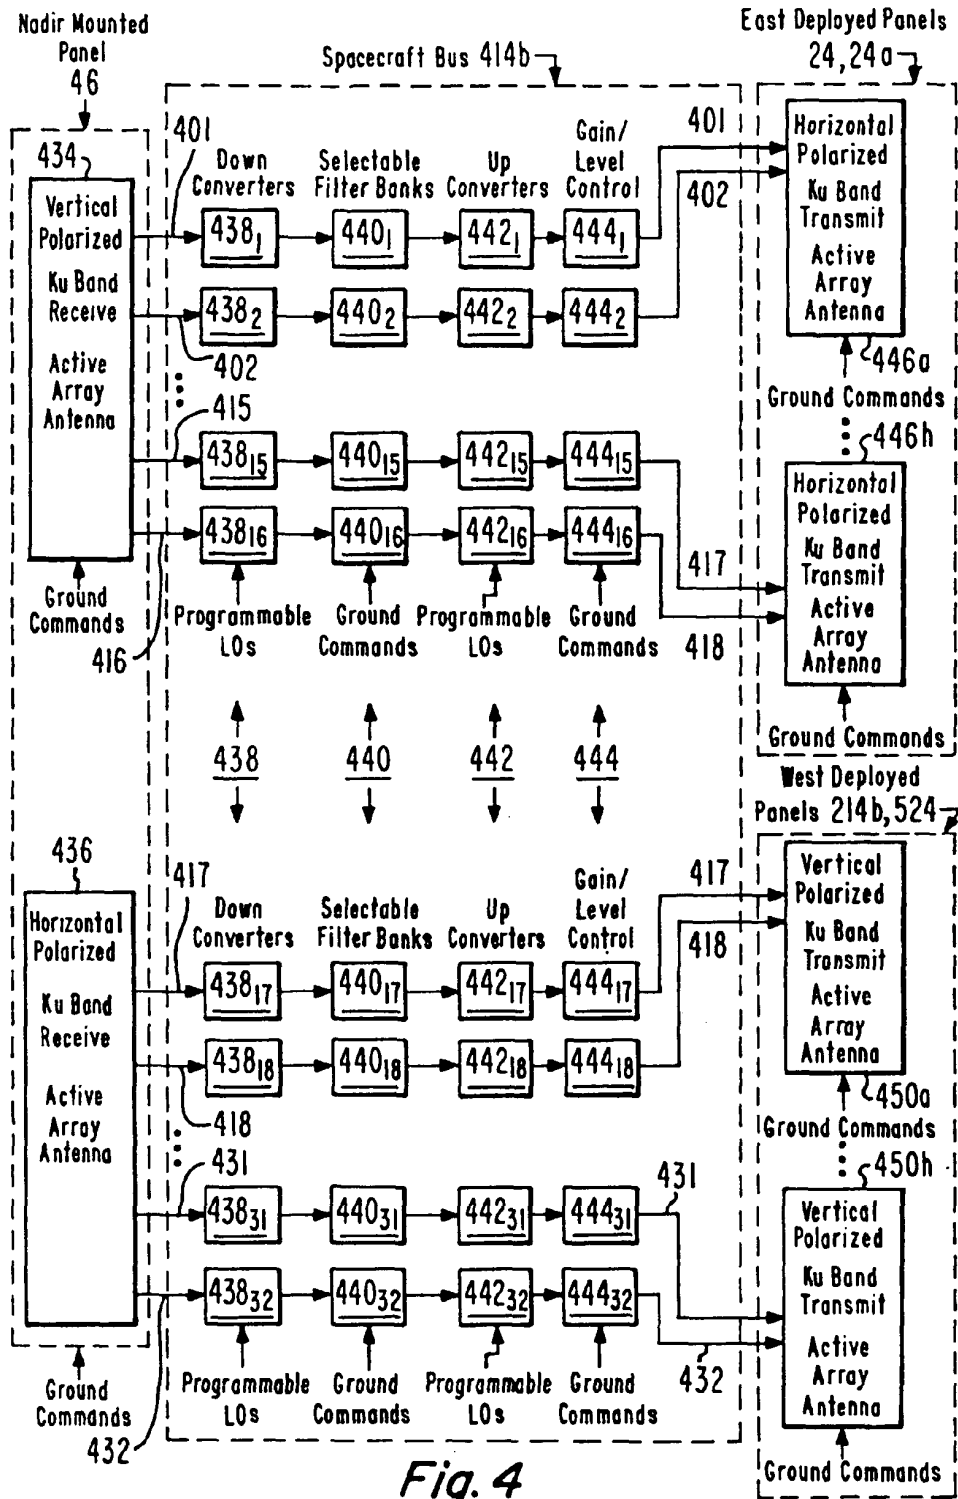 Nadir Mounted
Panel
46
Spacecraft Bus 414b
East Deployed Panels
24, 24a
434
Vertical
Polarized
Ku Band
Receive
Active
Array
Antenna
Ground
Commands
401
402
415
416
Down
Converters
Selectable
Filter Banks
Up
Converters
Gain/
Level
Control
438₁ 440₁ 442₁ 444₁
438₂ 440₂ 442₂ 444₂
438₁₅ 440₁₅ 442₁₅ 444₁₅
438₁₆ 440₁₆ 442₁₆ 444₁₆
Programmable
LOs
Ground
Commands
Programmable
LOs
Ground
Commands
401
402
417
418
Horizontal
Polarized
Ku Band
Transmit
Active
Array
Antenna
446a
Ground Commands
446h
Horizontal
Polarized
Ku Band
Transmit
Active
Array
Antenna
Ground Commands
438 440 442 444
West Deployed
Panels 214b, 524
436
Horizontal
Polarized
Ku Band
Receive
Active
Array
Antenna
Ground
Commands
417
418
431
432
Down
Converters
Selectable
Filter Banks
Up
Converters
Gain/
Level
Control
438₁₇ 440₁₇ 442₁₇ 444₁₇
438₁₈ 440₁₈ 442₁₈ 444₁₈
438₃₁ 440₃₁ 442₃₁ 444₃₁
438₃₂ 440₃₂ 442₃₂ 444₃₂
Programmable
LOs
Ground
Commands
Programmable
LOs
Ground
Commands
417
418
431
432
Vertical
Polarized
Ku Band
Transmit
Active
Array
Antenna
450a
Ground Commands
450h
Vertical
Polarized
Ku Band
Transmit
Active
Array
Antenna
Ground Commands
Fig. 4